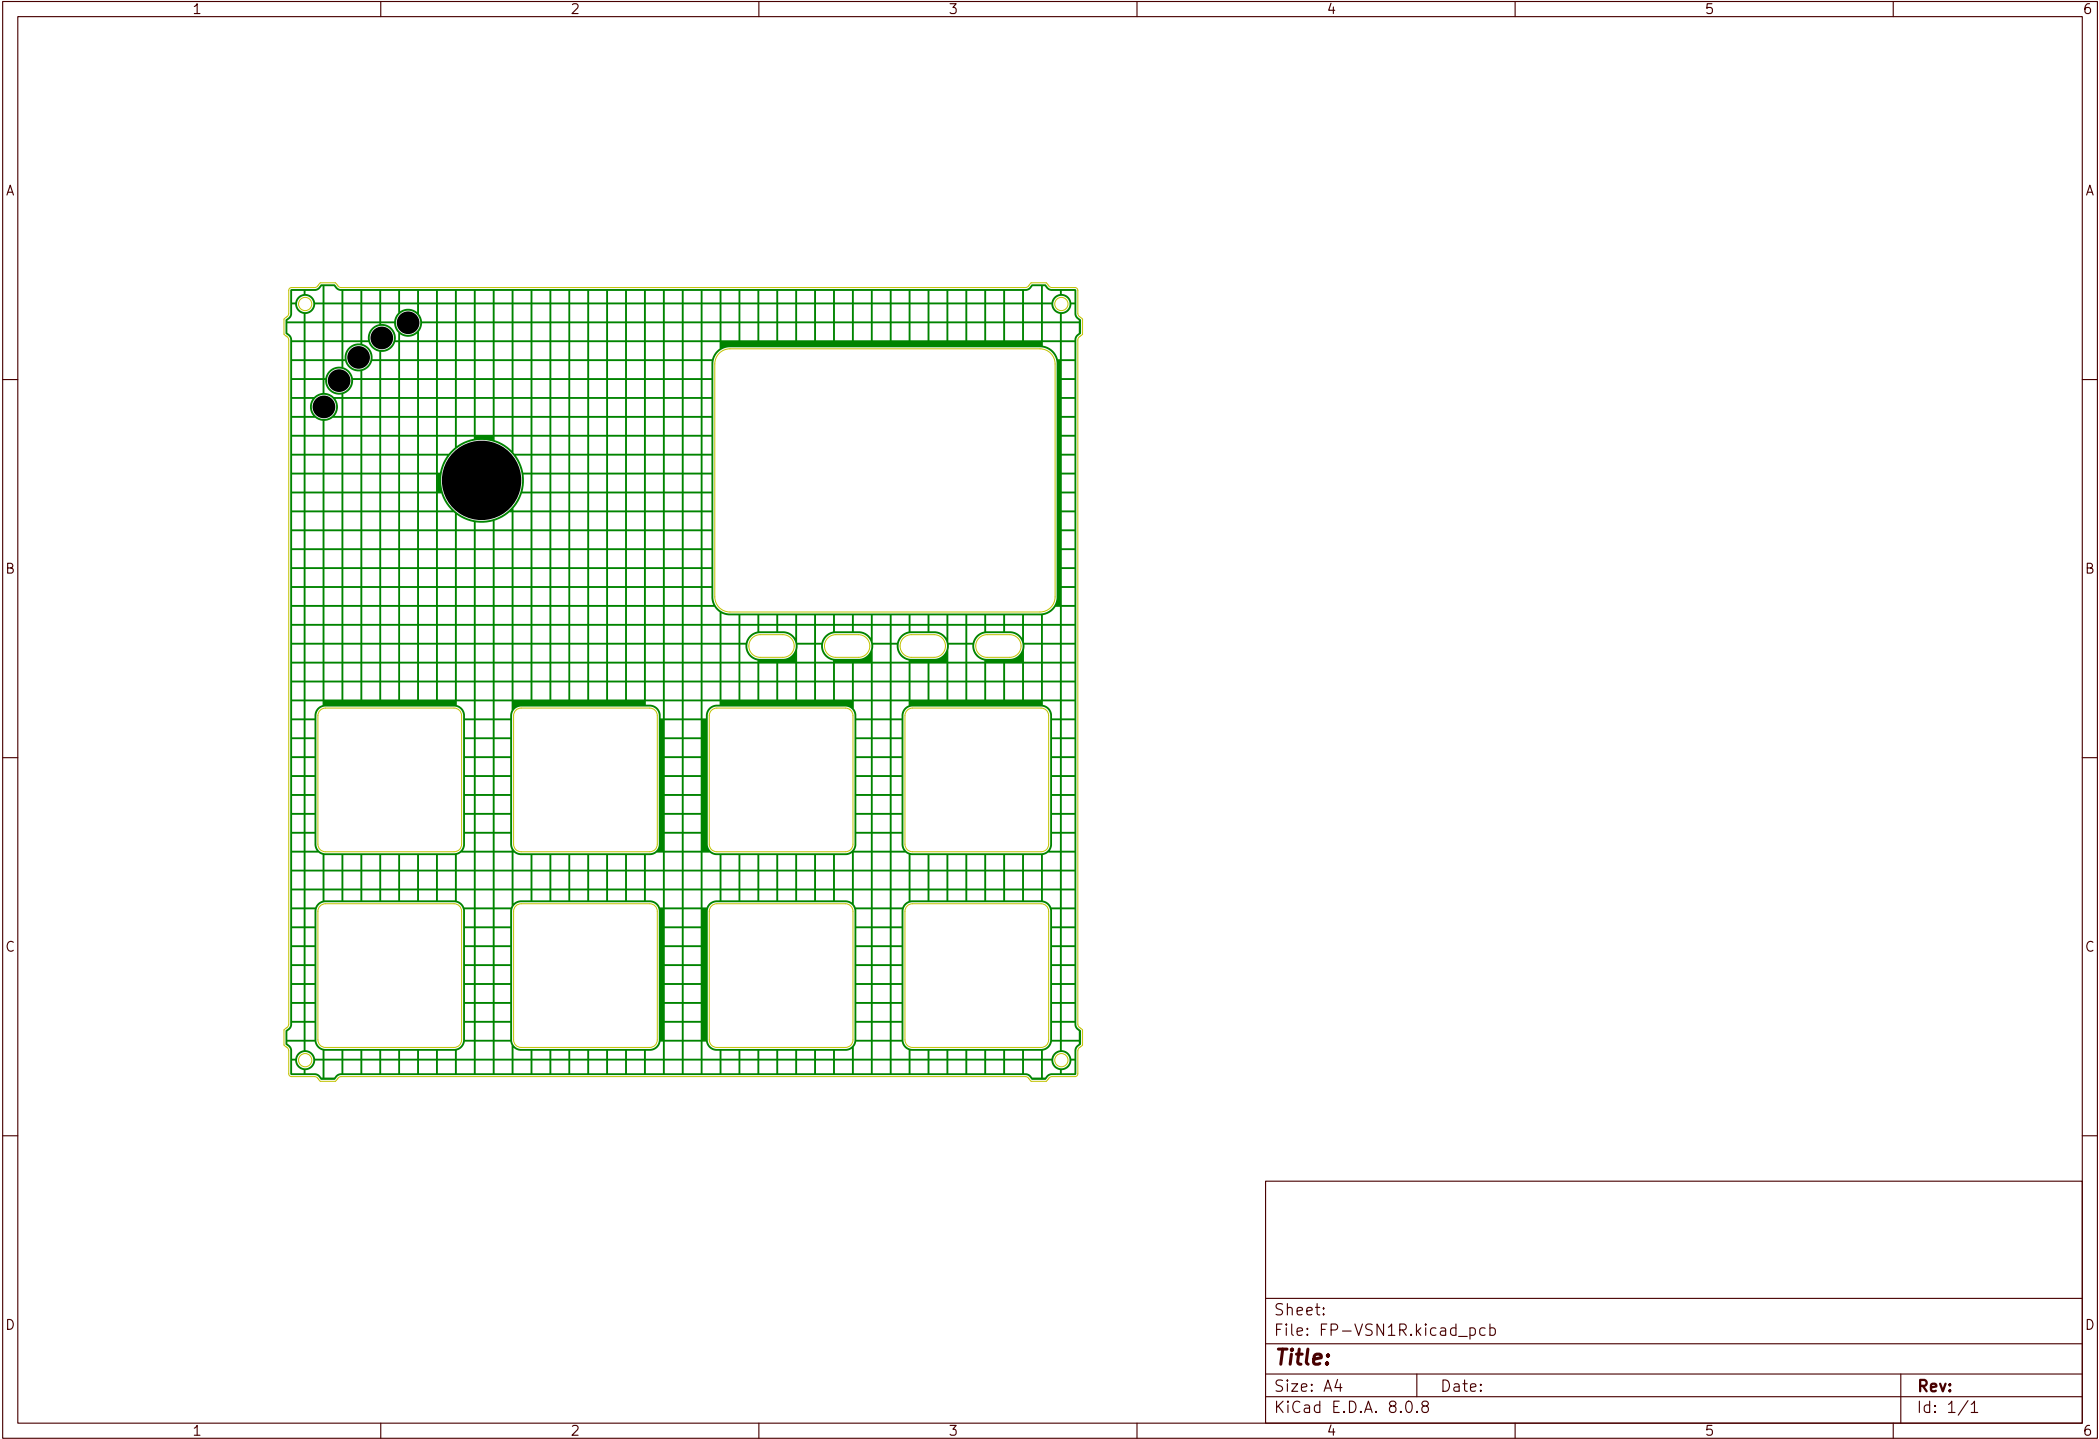 1 2 3 4 5 6
A A
B B
C C
D D
Sheet:
File: FP-VSN1R.kicad_pcb
Title:
Size: A4 Date: Rev:
KiCad E.D.A. 8.0.8 Id: 1/1
1 2 3 4 5 6